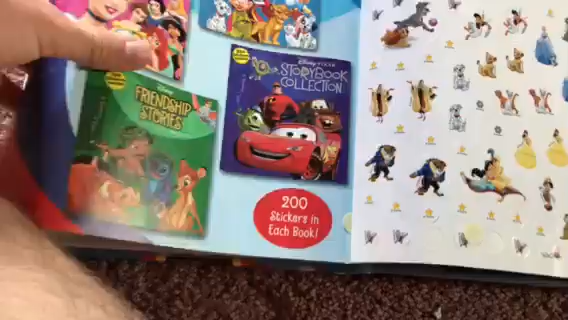 Disney
FRIENDSHIP
STORIES
Disney·PIXAR
STORYBOOK
COLLECTION
200
Stickers in
Each Book!